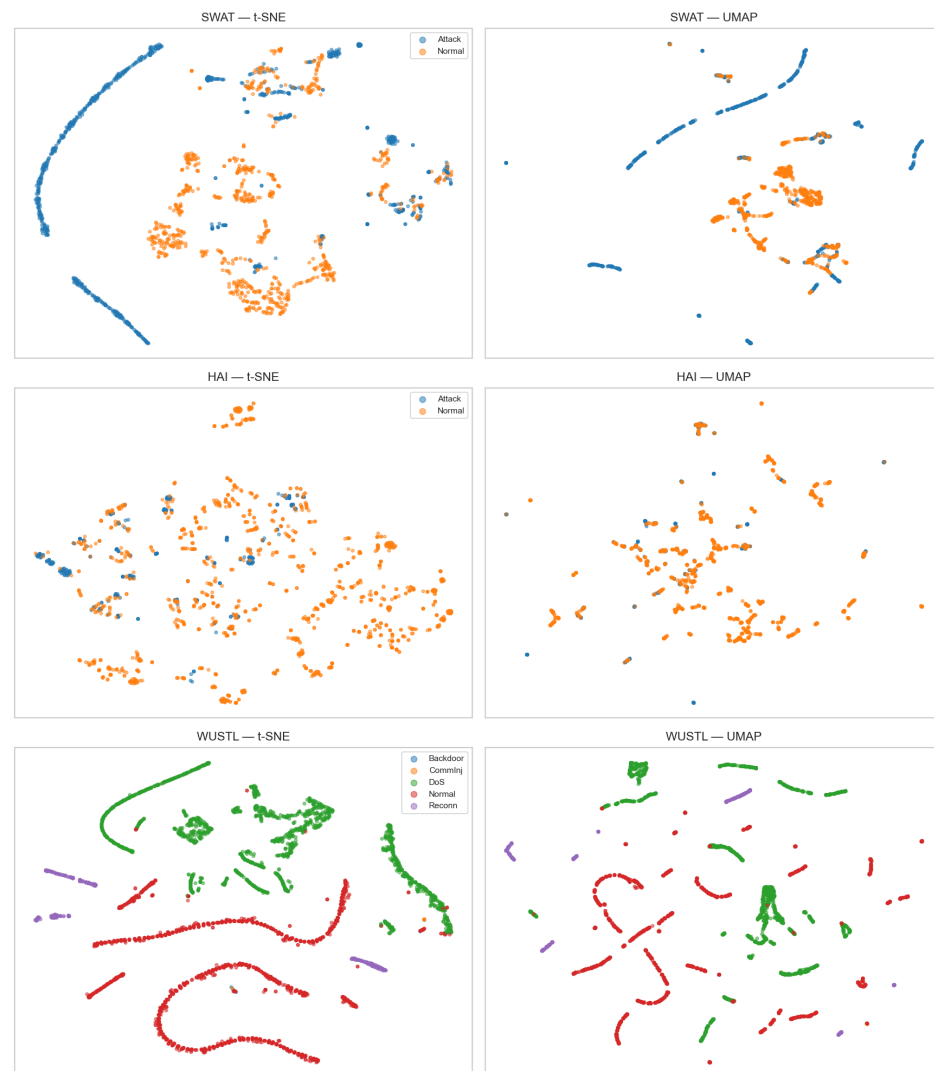 SWAT — t-SNE
Attack
Normal
SWAT — UMAP
HAI — t-SNE
Attack
Normal
HAI — UMAP
WUSTL — t-SNE
Backdoor
CommInj
DoS
Normal
Reconn
WUSTL — UMAP